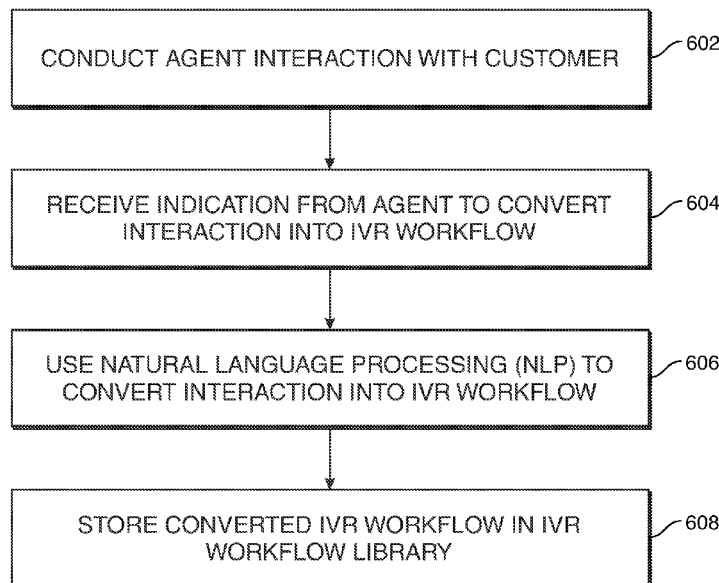 CONDUCT AGENT INTERACTION WITH CUSTOMER
602
RECEIVE INDICATION FROM AGENT TO CONVERT
INTERACTION INTO IVR WORKFLOW
604
USE NATURAL LANGUAGE PROCESSING (NLP) TO
CONVERT INTERACTION INTO IVR WORKFLOW
606
STORE CONVERTED IVR WORKFLOW IN IVR
WORKFLOW LIBRARY
608